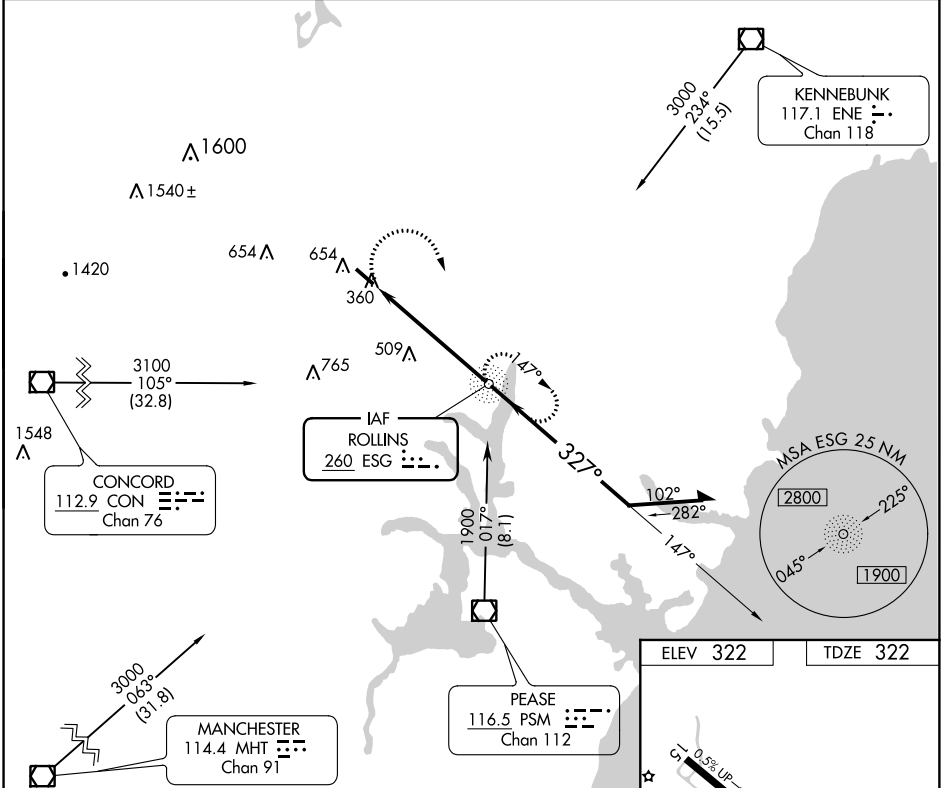 3000
234°
(15.5)
KENNEBUNK
117.1 ENE
Chan 118
1600
1540 ±
654
654
1420
360
3100
105°
(32.8)
765
509
147°
IAF
ROLLINS
260 ESG
1548
CONCORD
112.9 CON
Chan 76
327°
102°
282°
147°
MSA ESG 25 NM
2800
225°
045°
1900
1900
017°
(8.1)
3000
063°
(31.8)
MANCHESTER
114.4 MHT
Chan 91
PEASE
116.5 PSM
Chan 112
ELEV 322
TDZE 322
15
0.5% UP